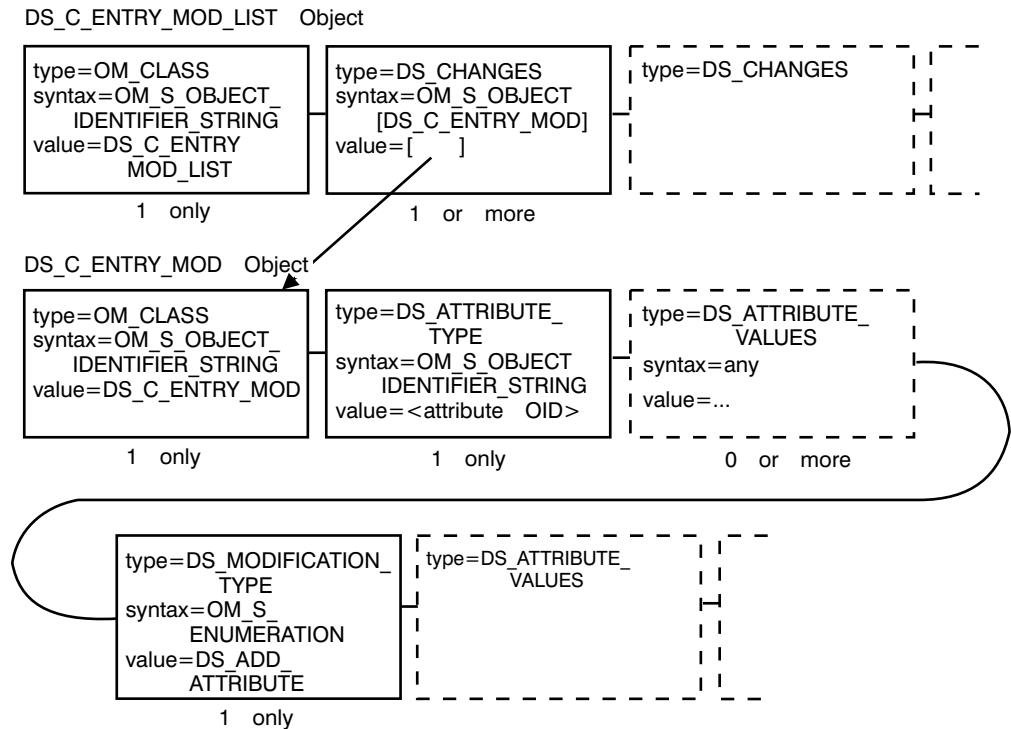 DS_C_ENTRY_MOD_LIST Object
type=OM_CLASS
syntax=OM_S_OBJECT_
IDENTIFIER_STRING
value=DS_C_ENTRY
MOD_LIST
1 only
type=DS_CHANGES
syntax=OM_S_OBJECT
[DS_C_ENTRY_MOD]
value=[ ]
1 or more
type=DS_CHANGES
DS_C_ENTRY_MOD Object
type=OM_CLASS
syntax=OM_S_OBJECT_
IDENTIFIER_STRING
value=DS_C_ENTRY_MOD
1 only
type=DS_ATTRIBUTE_
TYPE
syntax=OM_S_OBJECT
IDENTIFIER_STRING
value=<attribute OID>
1 only
type=DS_ATTRIBUTE_
VALUES
syntax=any
value=...
0 or more
type=DS_MODIFICATION_
TYPE
syntax=OM_S_
ENUMERATION
value=DS_ADD_
ATTRIBUTE
1 only
type=DS_ATTRIBUTE_
VALUES